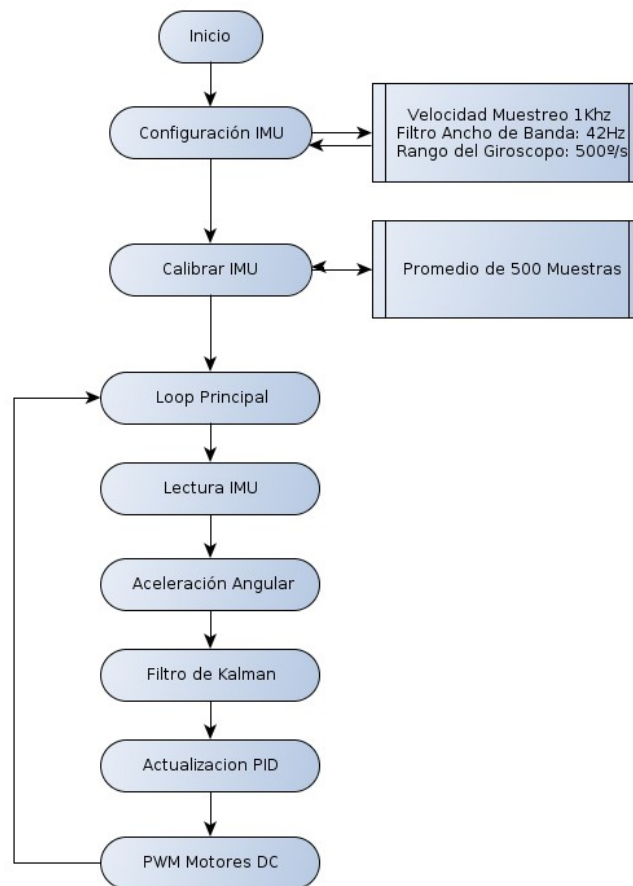 Inicio
Configuración IMU
Velocidad Muestreo 1Khz
Filtro Ancho de Banda: 42Hz
Rango del Giroscopo: 500º/s
Calibrar IMU
Promedio de 500 Muestras
Loop Principal
Lectura IMU
Aceleración Angular
Filtro de Kalman
Actualizacion PID
PWM Motores DC